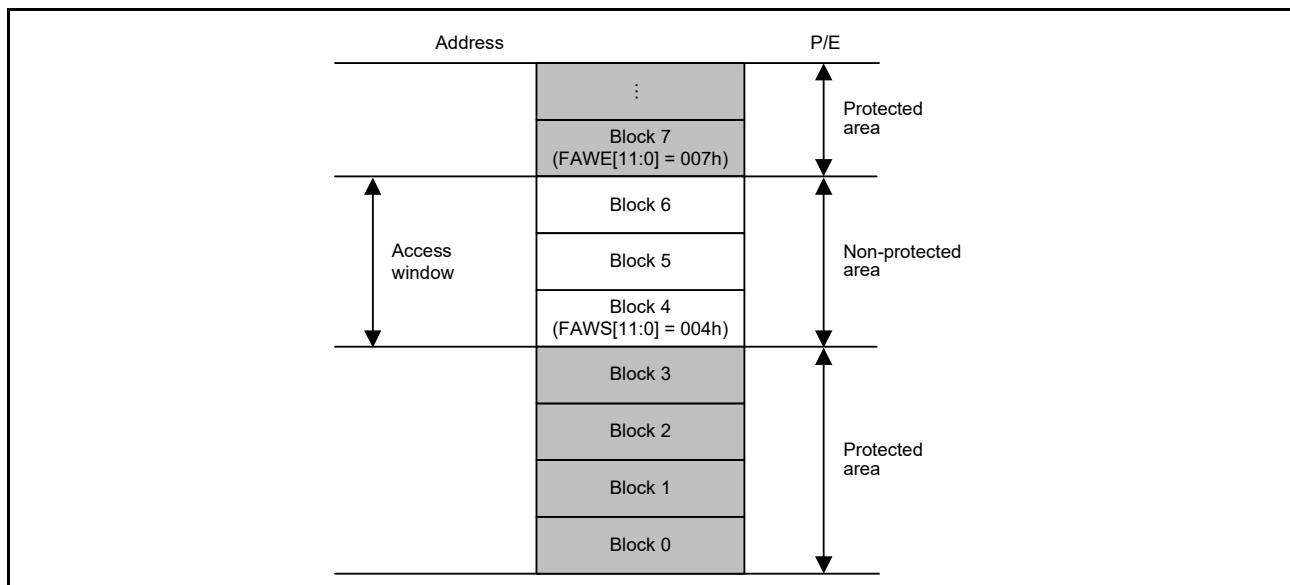 Address
P/E
⋮
Block 7
(FAWE[11:0] = 007h)
Protected
area
Block 6
Block 5
Block 4
(FAWS[11:0] = 004h)
Access
window
Non-protected
area
Block 3
Block 2
Block 1
Block 0
Protected
area